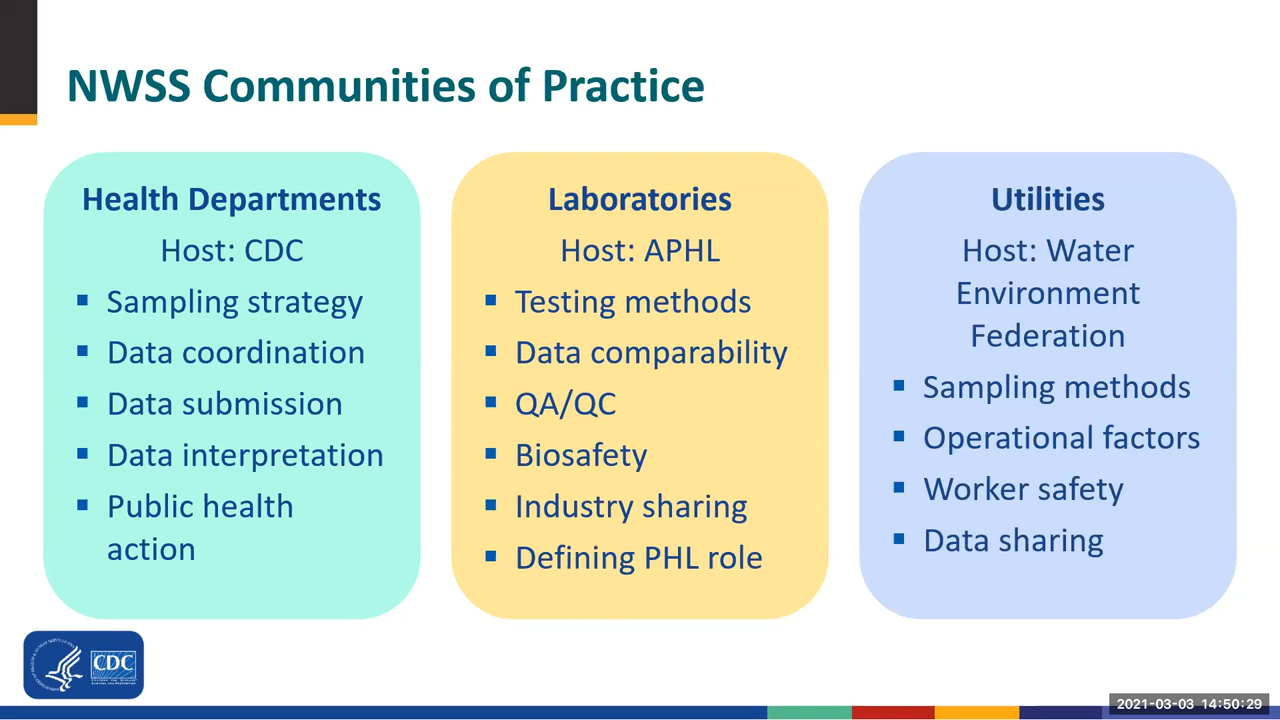 NWSS Communities of Practice
Health Departments
Host: CDC
▪ Sampling strategy
▪ Data coordination
▪ Data submission
▪ Data interpretation
▪ Public health
action
Laboratories
Host: APHL
▪ Testing methods
▪ Data comparability
▪ QA/QC
▪ Biosafety
▪ Industry sharing
▪ Defining PHL role
Utilities
Host: Water
Environment
Federation
▪ Sampling methods
▪ Operational factors
▪ Worker safety
▪ Data sharing
CDC
2021-03-03 14:50:29